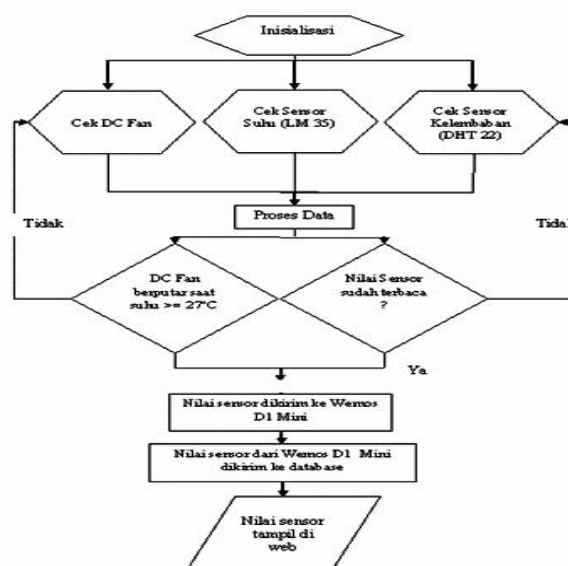 Inisialisasi
Cek DC Fan
Cek Sensor
Suhu (LM 35)
Cek Sensor
Kelembaban
(DHT 22)
Tidak
Proses Data
Tidak
DC Fan
berputar saat
suhu >= 27°C
Nilai Sensor
sudah terbaca
?
Ya
Nilai sensor dikirim ke Wemos
D1 Mini
Nilai sensor dari Wemos D1 Mini
dikirim ke database
Nilai sensor
tampil di
web